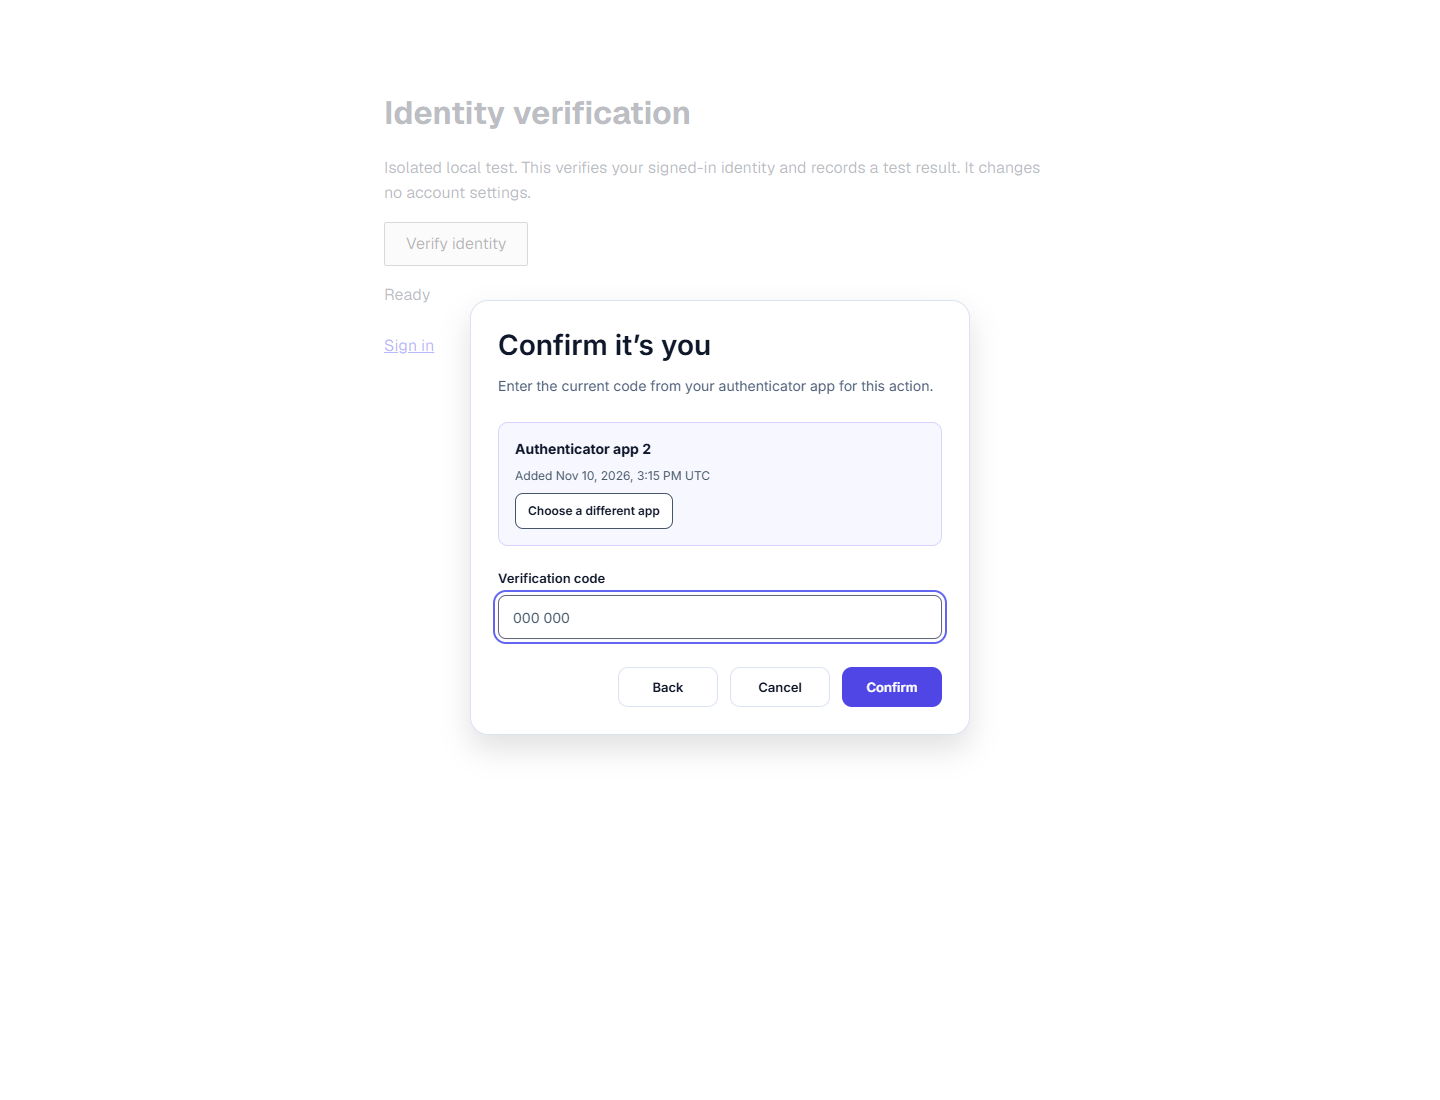 Identity verification
Isolated local test. This verifies your signed-in identity and records a test result. It changes
no account settings.
Verify identity
Ready
Sign in
Confirm it’s you
Enter the current code from your authenticator app for this action.
Authenticator app 2
Added Nov 10, 2026, 3:15 PM UTC
Choose a different app
Verification code
000 000
Back
Cancel
Confirm